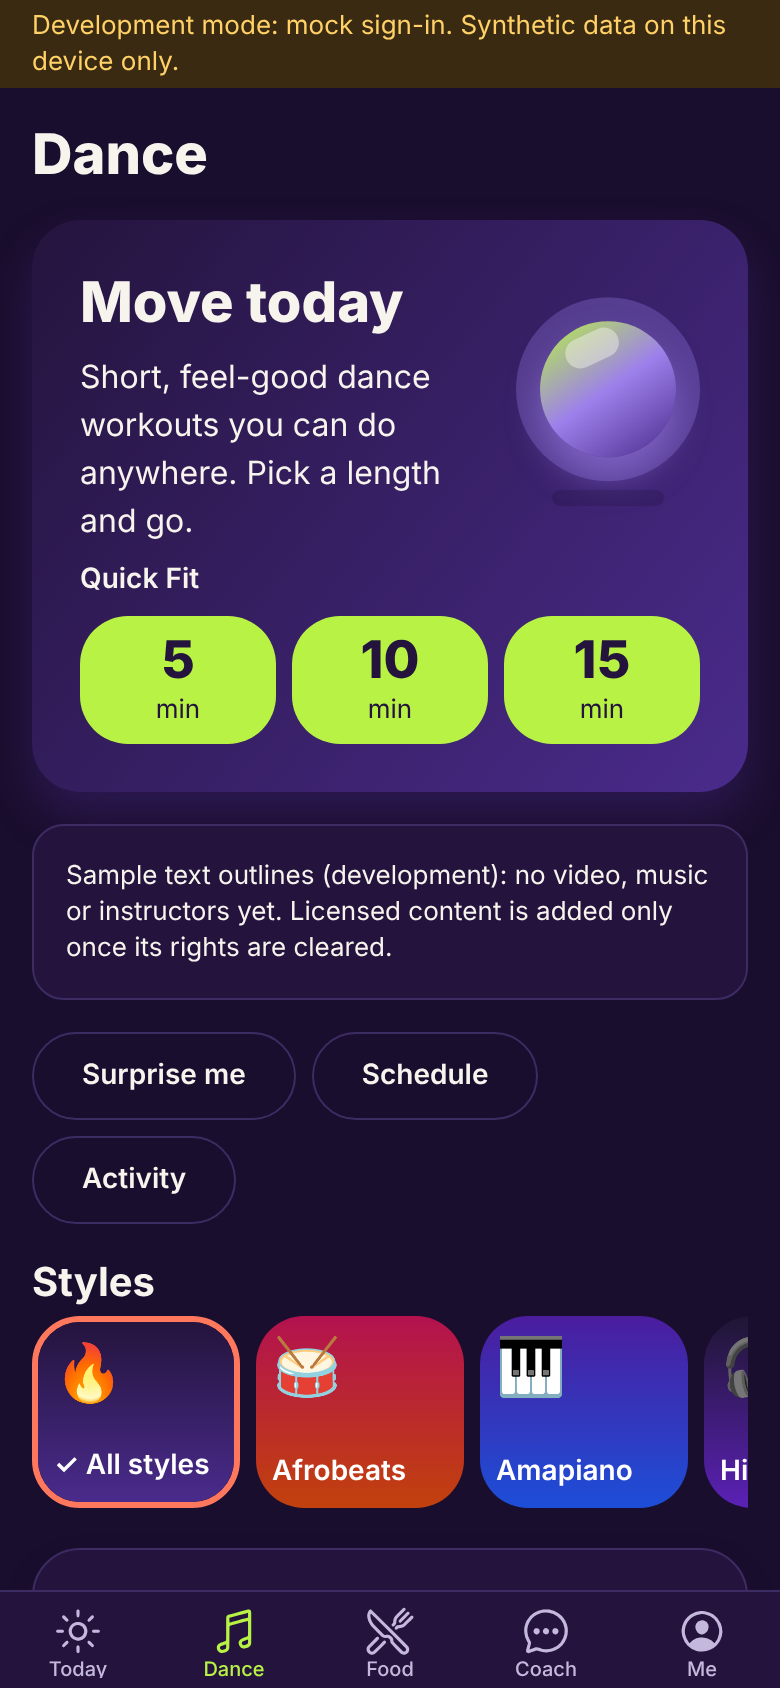 Development mode: mock sign-in. Synthetic data on this
device only.
Dance
Move today
Short, feel-good dance
workouts you can do
anywhere. Pick a length
and go.
Quick Fit
5 10 15
min min min
Sample text outlines (development): no video, music
or instructors yet. Licensed content is added only
once its rights are cleared.
Surprise me Schedule
Activity
Styles
✓ All styles Afrobeats Amapiano Hi
Today Dance Food Coach Me